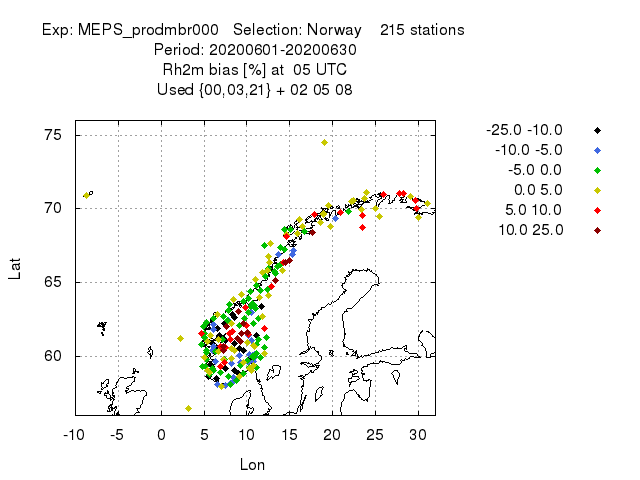 Exp: MEPS_prodmbr000   Selection: Norway    215 stations
Period: 20200601-20200630
Rh2m bias [%] at  05 UTC
Used {00,03,21} + 02 05 08
75
70
65
60
Lat
-10 -5 0 5 10 15 20 25 30
Lon
-25.0 -10.0
-10.0 -5.0
-5.0 0.0
0.0 5.0
5.0 10.0
10.0 25.0